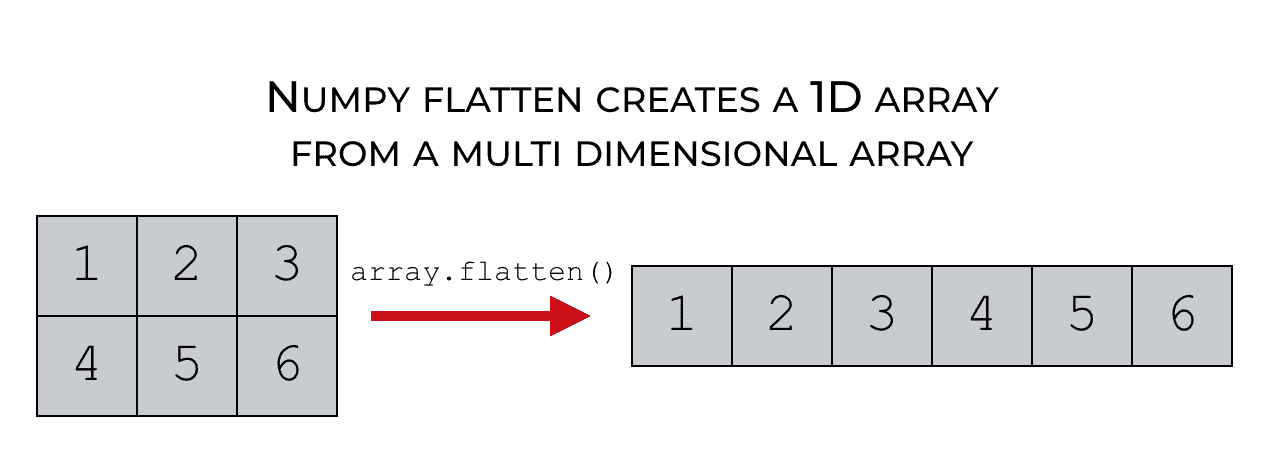 Numpy flatten creates a 1D array
from a multi dimensional array
1 2 3
4 5 6
array.flatten()
1 2 3 4 5 6